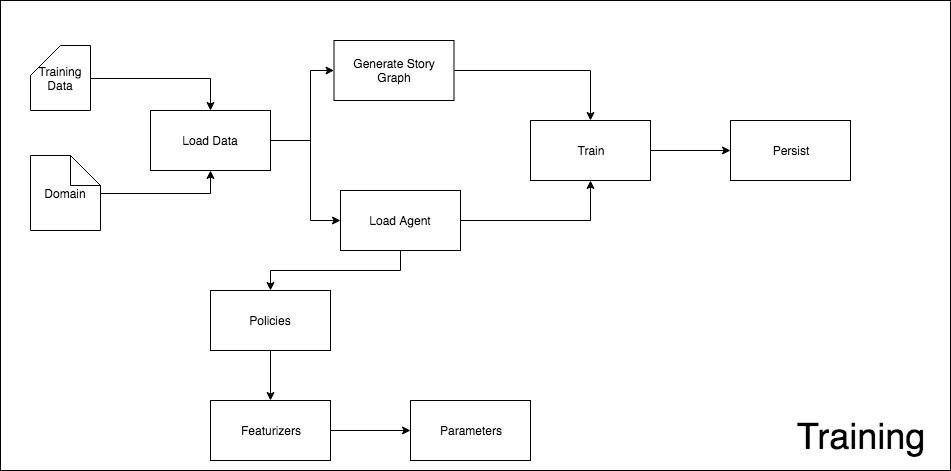 Training
Data
Generate Story
Graph
Load Data
Train
Persist
Domain
Load Agent
Policies
Featurizers
Parameters
Training